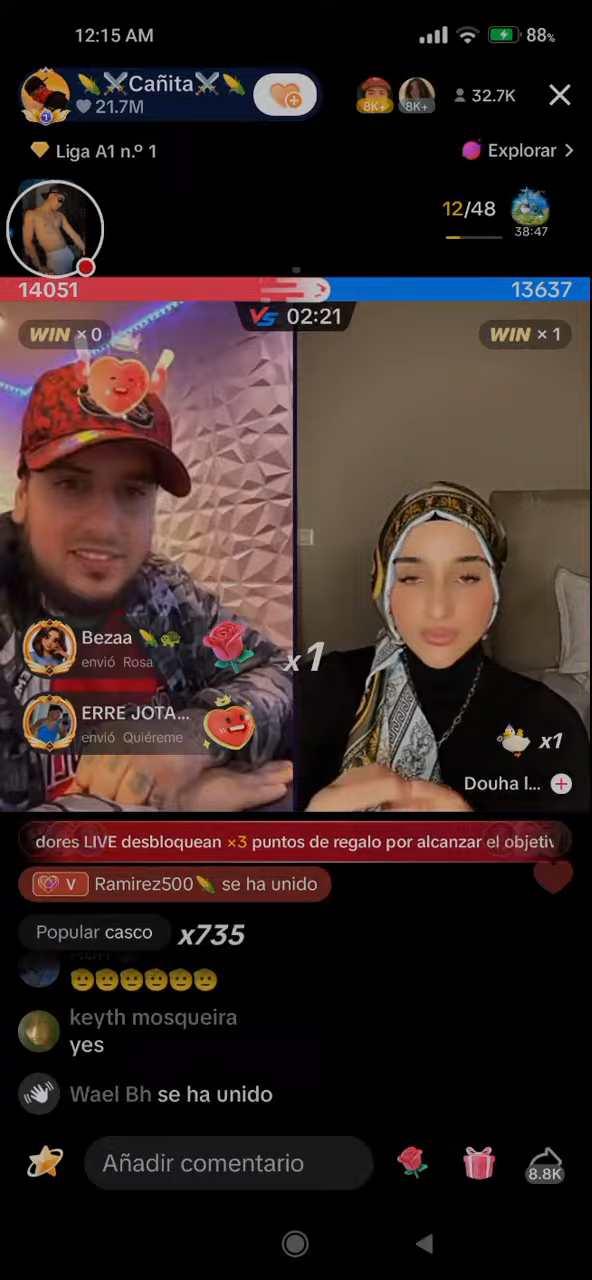 12:15 AM
88%
🌽⚔️Cañita⚔️🌽
21.7M
1
8K+
8K+
32.7K
Liga A1 n.º 1
Explorar
12/48
38:47
14051
13637
VS 02:21
WIN × 0
WIN × 1
Bezaa 🌽🐢
envió Rosa
x1
ERRE JOTA...
envió Quiéreme
x1
Douha l...
dores LIVE desbloquean ×3 puntos de regalo por alcanzar el objetiv
V Ramirez500🌽 se ha unido
Popular casco x735
🫡🫡🫡🫡🫡🫡
keyth mosqueira
yes
Wael Bh se ha unido
Añadir comentario
8.8K